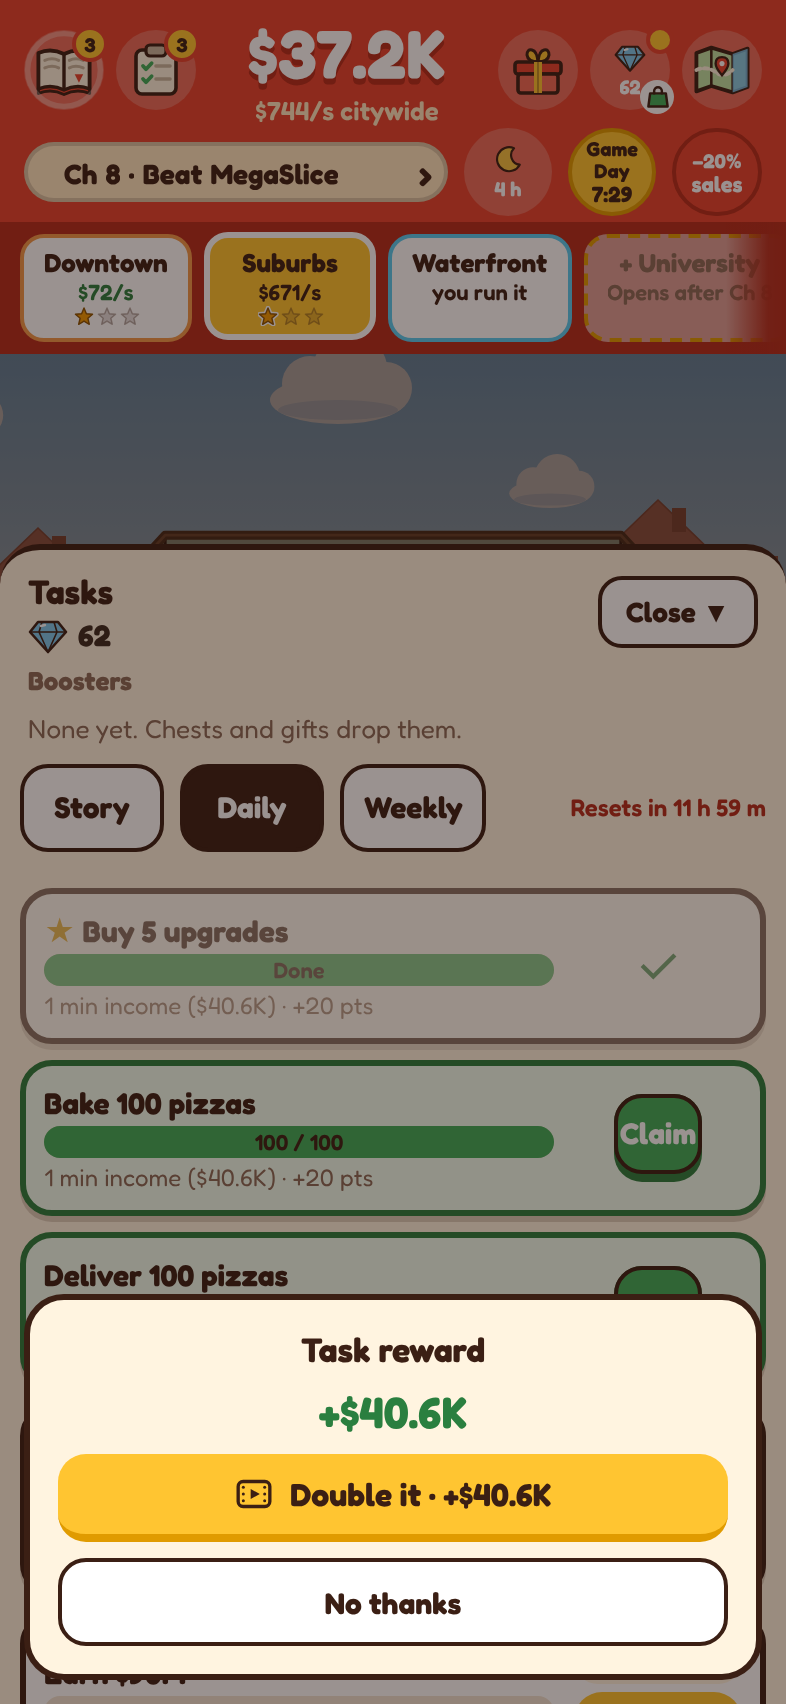 3
3
$37.2K
$744/s citywide
62
Ch 8 · Beat MegaSlice
4 h
Game
Day
7:29
-20%
sales
Downtown
$72/s
Suburbs
$671/s
Waterfront
you run it
+ University
Opens after Ch
Tasks
62
Close ▼
Boosters
None yet. Chests and gifts drop them.
Story
Daily
Weekly
Resets in 11 h 59 m
Buy 5 upgrades
Done
1 min income ($40.6K) · +20 pts
Bake 100 pizzas
100 / 100
1 min income ($40.6K) · +20 pts
Claim
Deliver 100 pizzas
Task reward
+$40.6K
Double it · +$40.6K
No thanks